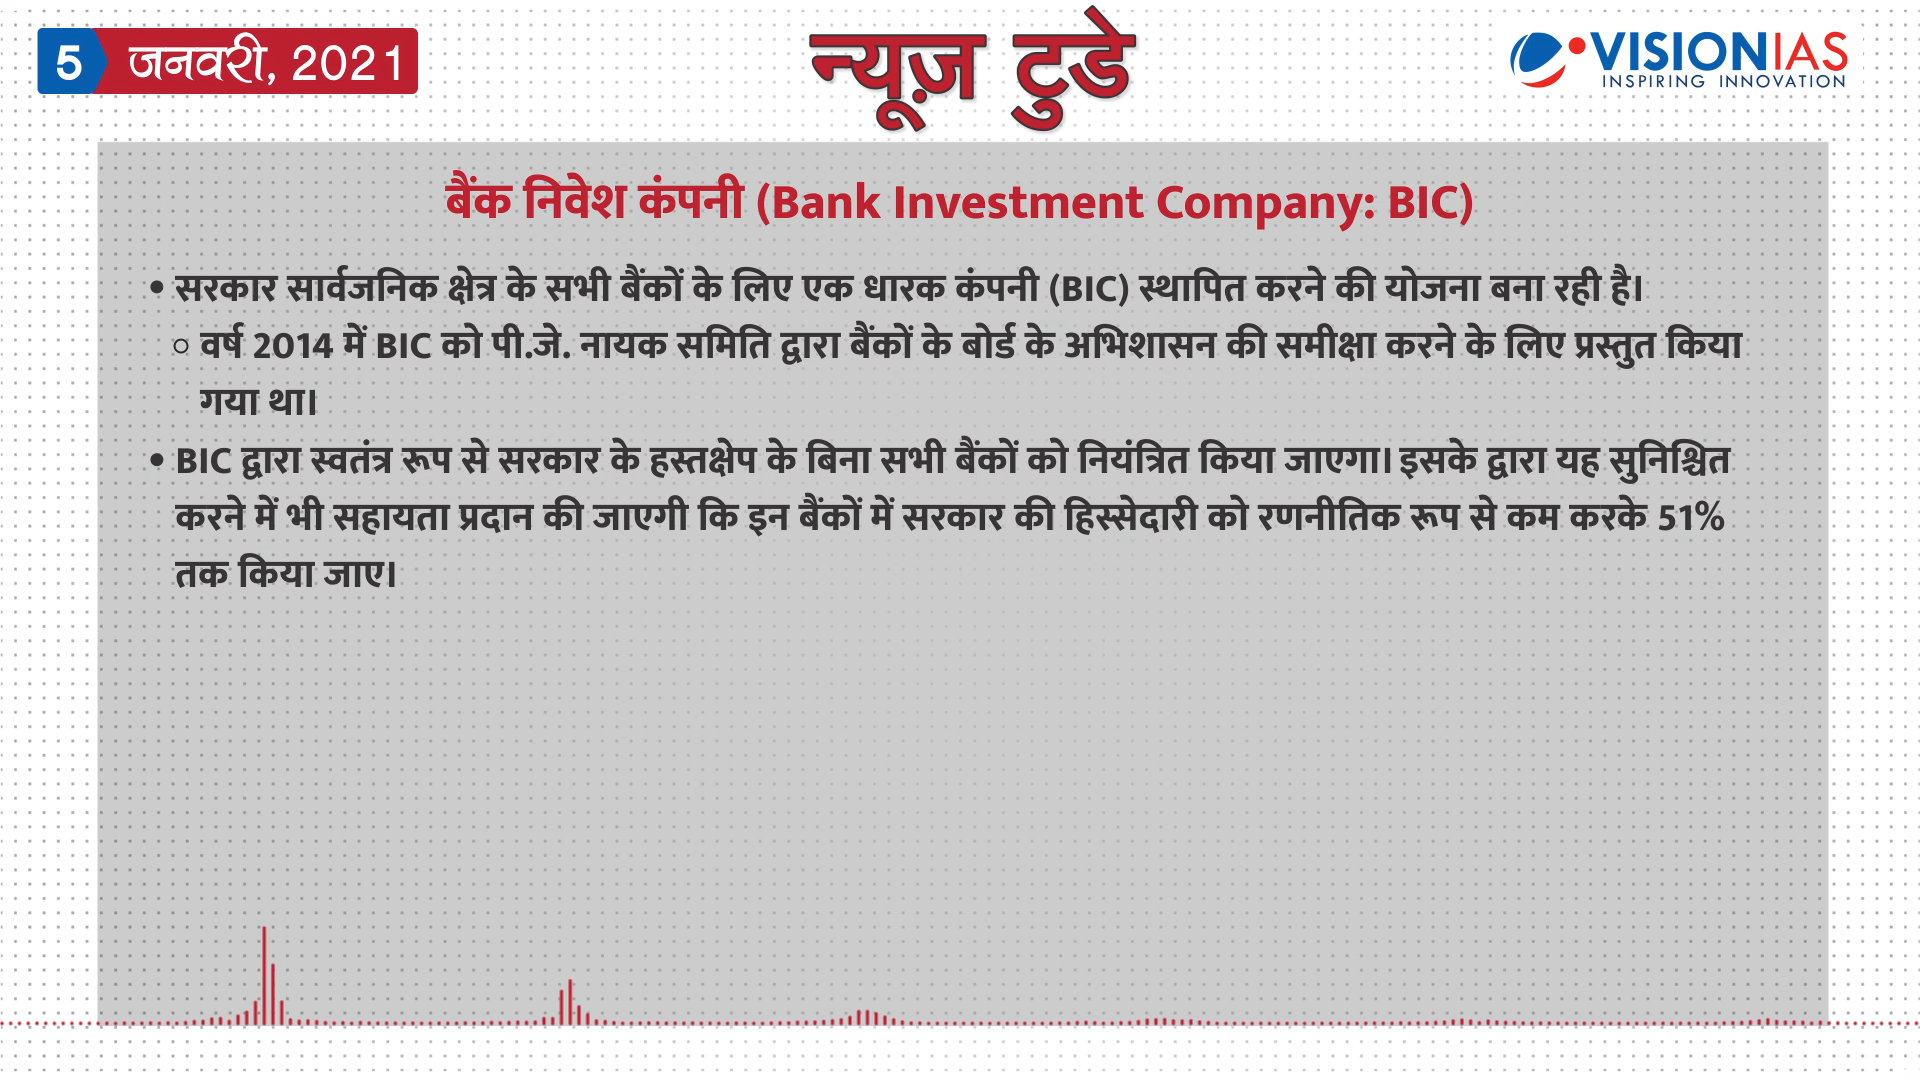 5 जनवरी, 2021
न्यूज़ टुडे
VISIONIAS
INSPIRING INNOVATION
बैंक निवेश कंपनी (Bank Investment Company: BIC)
• सरकार सार्वजनिक क्षेत्र के सभी बैंकों के लिए एक धारक कंपनी (BIC) स्थापित करने की योजना बना रही है।
○ वर्ष 2014 में BIC को पी.जे. नायक समिति द्वारा बैंकों के बोर्ड के अभिशासन की समीक्षा करने के लिए प्रस्तुत किया
गया था।
• BIC द्वारा स्वतंत्र रूप से सरकार के हस्तक्षेप के बिना सभी बैंकों को नियंत्रित किया जाएगा। इसके द्वारा यह सुनिश्चित
करने में भी सहायता प्रदान की जाएगी कि इन बैंकों में सरकार की हिस्सेदारी को रणनीतिक रूप से कम करके 51%
तक किया जाए।